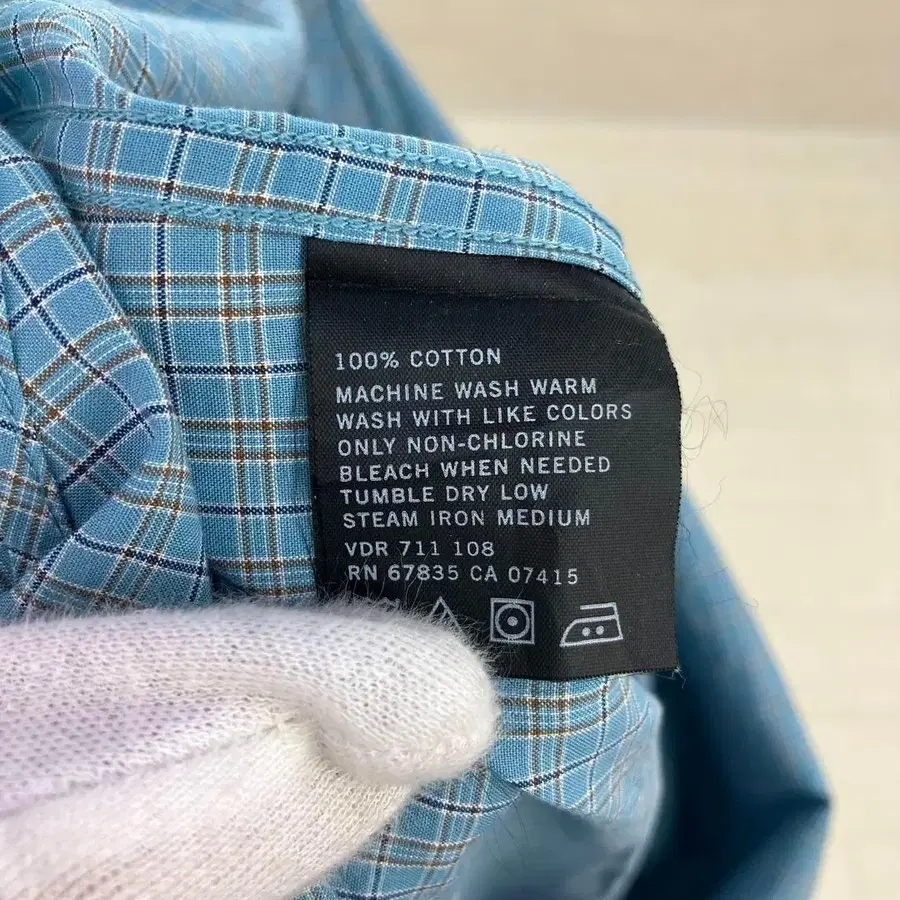 100% COTTON
MACHINE WASH WARM
WASH WITH LIKE COLORS
ONLY NON-CHLORINE
BLEACH WHEN NEEDED
TUMBLE DRY LOW
STEAM IRON MEDIUM
VDR 711 108
RN 67835 CA 07415